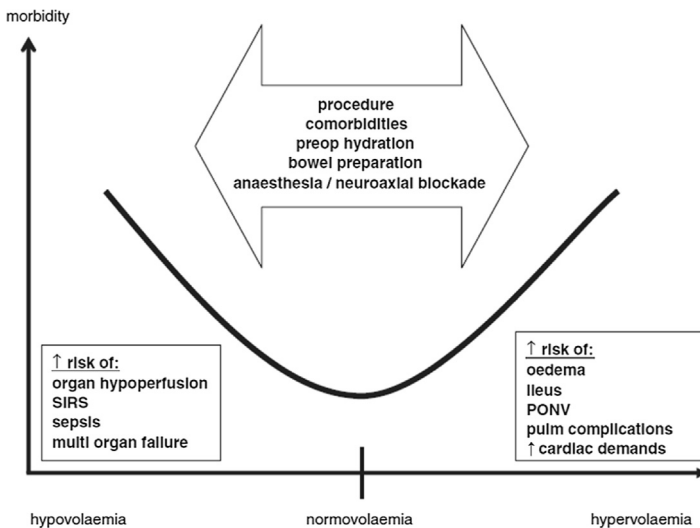 morbidity
procedure
comorbidities
preop hydration
bowel preparation
anaesthesia / neuroaxial blockade
↑ risk of:
organ hypoperfusion
SIRS
sepsis
multi organ failure
↑ risk of:
oedema
ileus
PONV
pulm complications
↑ cardiac demands
hypovolaemia
normovolaemia
hypervolaemia